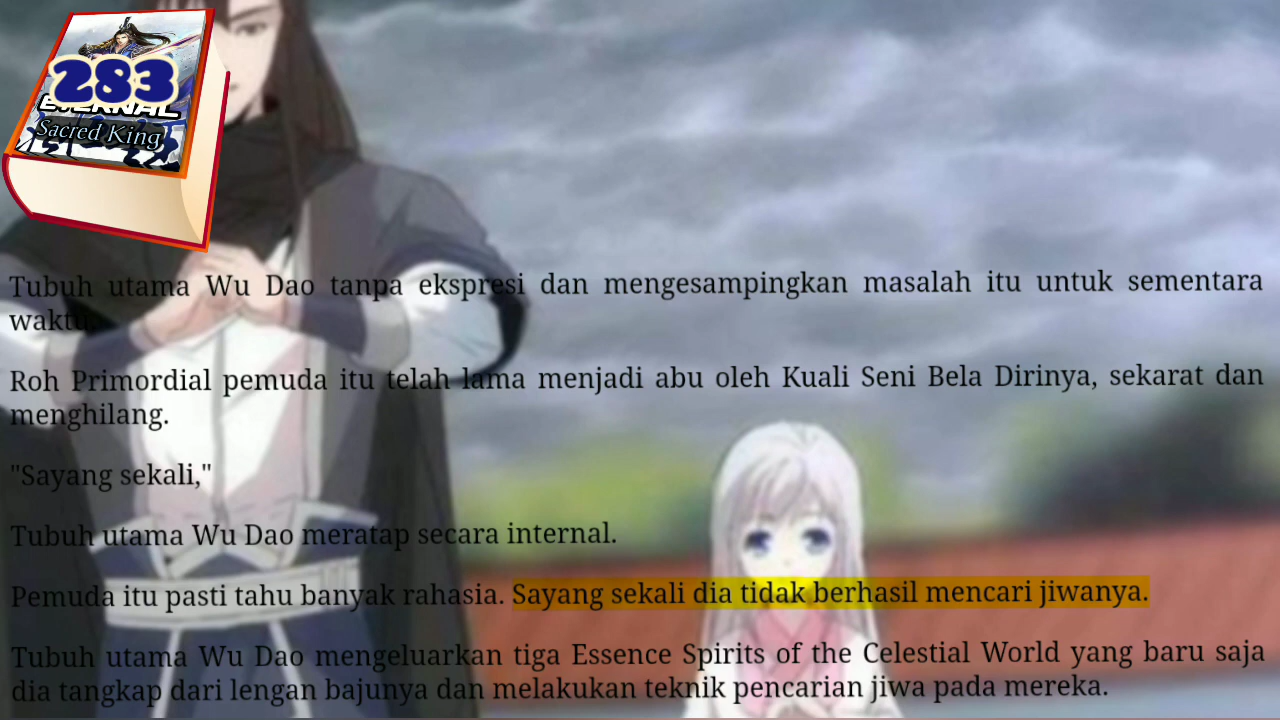 283
ETERNAL
Sacred King
Tubuh utama Wu Dao tanpa ekspresi dan mengesampingkan masalah itu untuk sementara
waktu.
Roh Primordial pemuda itu telah lama menjadi abu oleh Kuali Seni Bela Dirinya, sekarat dan
menghilang.
"Sayang sekali,"
Tubuh utama Wu Dao meratap secara internal.
Pemuda itu pasti tahu banyak rahasia. Sayang sekali dia tidak berhasil mencari jiwanya.
Tubuh utama Wu Dao mengeluarkan tiga Essence Spirits of the Celestial World yang baru saja
dia tangkap dari lengan bajunya dan melakukan teknik pencarian jiwa pada mereka.